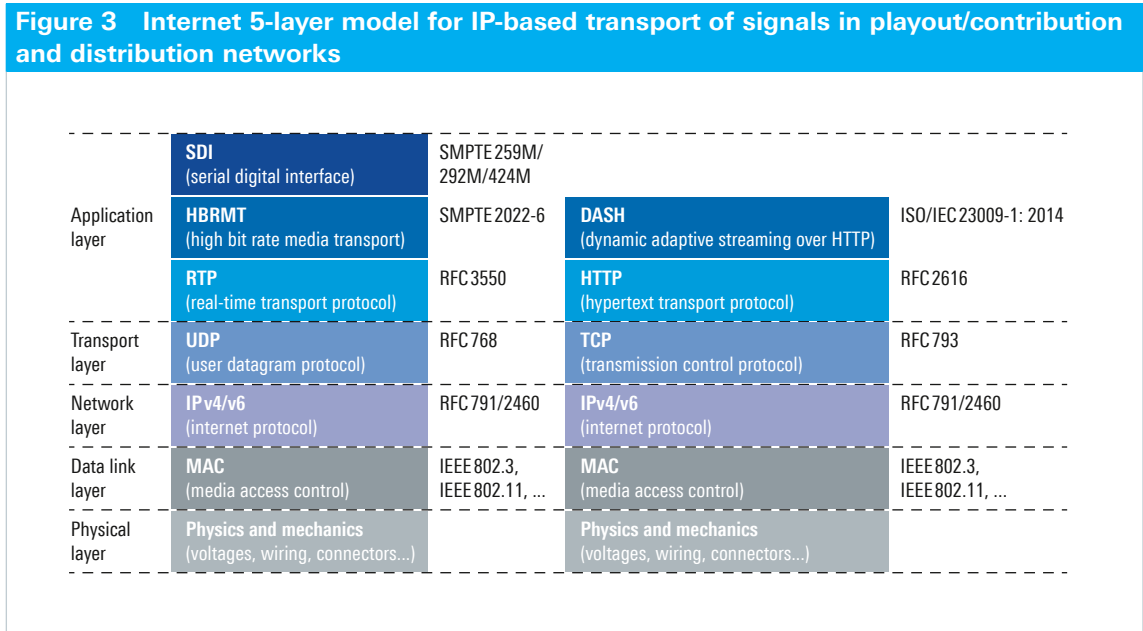 Figure 3 Internet 5-layer model for IP-based transport of signals in playout/contribution
and distribution networks
SDI
(serial digital interface)
SMPTE 259M/
292M/424M
Application
layer
HBRMT
(high bit rate media transport)
SMPTE 2022-6
DASH
(dynamic adaptive streaming over HTTP)
ISO/IEC 23009-1: 2014
RTP
(real-time transport protocol)
RFC 3550
HTTP
(hypertext transport protocol)
RFC 2616
Transport
layer
UDP
(user datagram protocol)
RFC 768
TCP
(transmission control protocol)
RFC 793
Network
layer
IPv4/v6
(internet protocol)
RFC 791/2460
IPv4/v6
(internet protocol)
RFC 791/2460
Data link
layer
MAC
(media access control)
IEEE 802.3,
IEEE 802.11, ...
MAC
(media access control)
IEEE 802.3,
IEEE 802.11, ...
Physical
layer
Physics and mechanics
(voltages, wiring, connectors...)
Physics and mechanics
(voltages, wiring, connectors...)